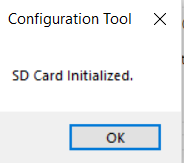 Configuration Tool
SD Card Initialized.
OK